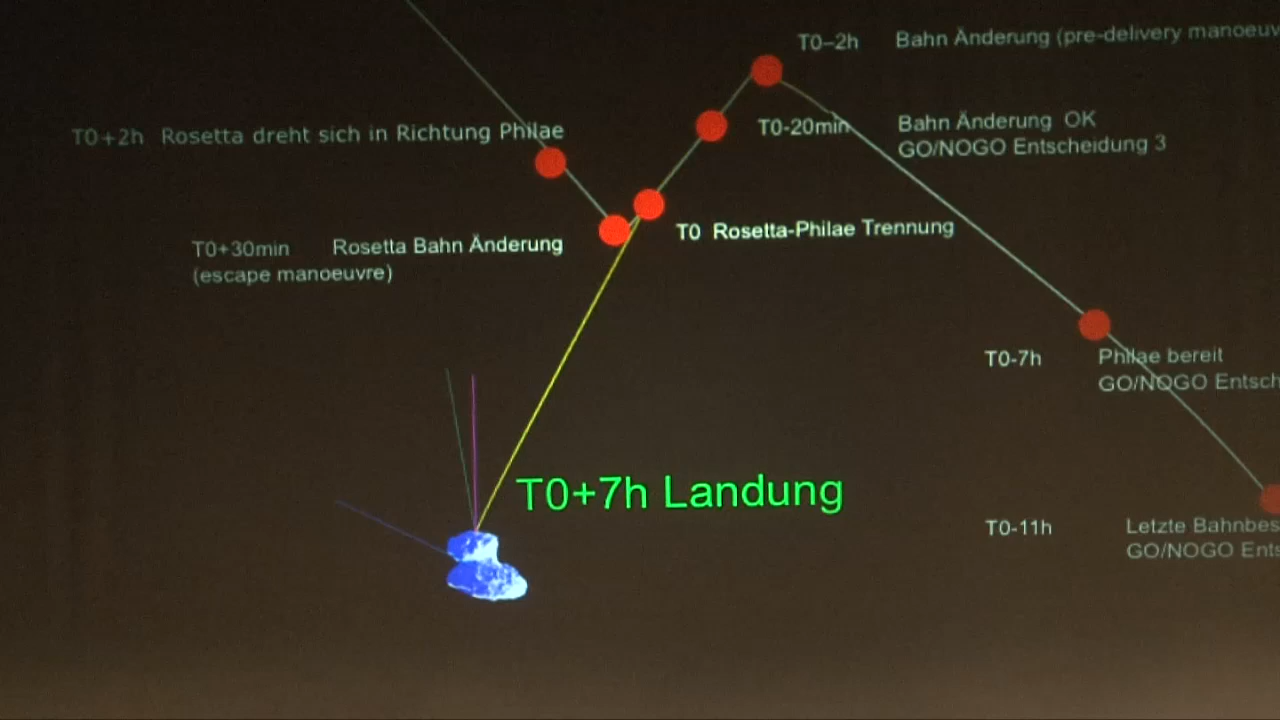 T0-2h Bahn Änderung (pre-delivery
T0-20min Bahn Änderung OK
GO/NOGO Entscheidung 3
T0+2h Rosetta dreht sich in Richtung Philae
T0 Rosetta-Philae Trennung
T0+30min Rosetta Bahn Änderung
(escape manoeuvre)
T0-7h Philae bereit
GO/NOGO
T0+7h Landung
T0-11h Letzte
GO/NOGO